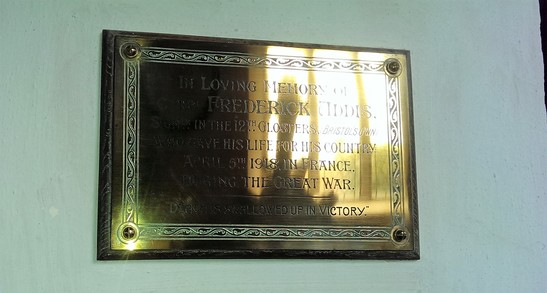 IN LOVING MEMORY OF
FREDERICK UDDIS,
IN THE 12TH GLOSTERS, BRISTOL'S OWN,
WHO GAVE HIS LIFE FOR HIS COUNTRY
APRIL 5TH 1918, IN FRANCE,
DURING THE GREAT WAR.
"DEATH IS SWALLOWED UP IN VICTORY."